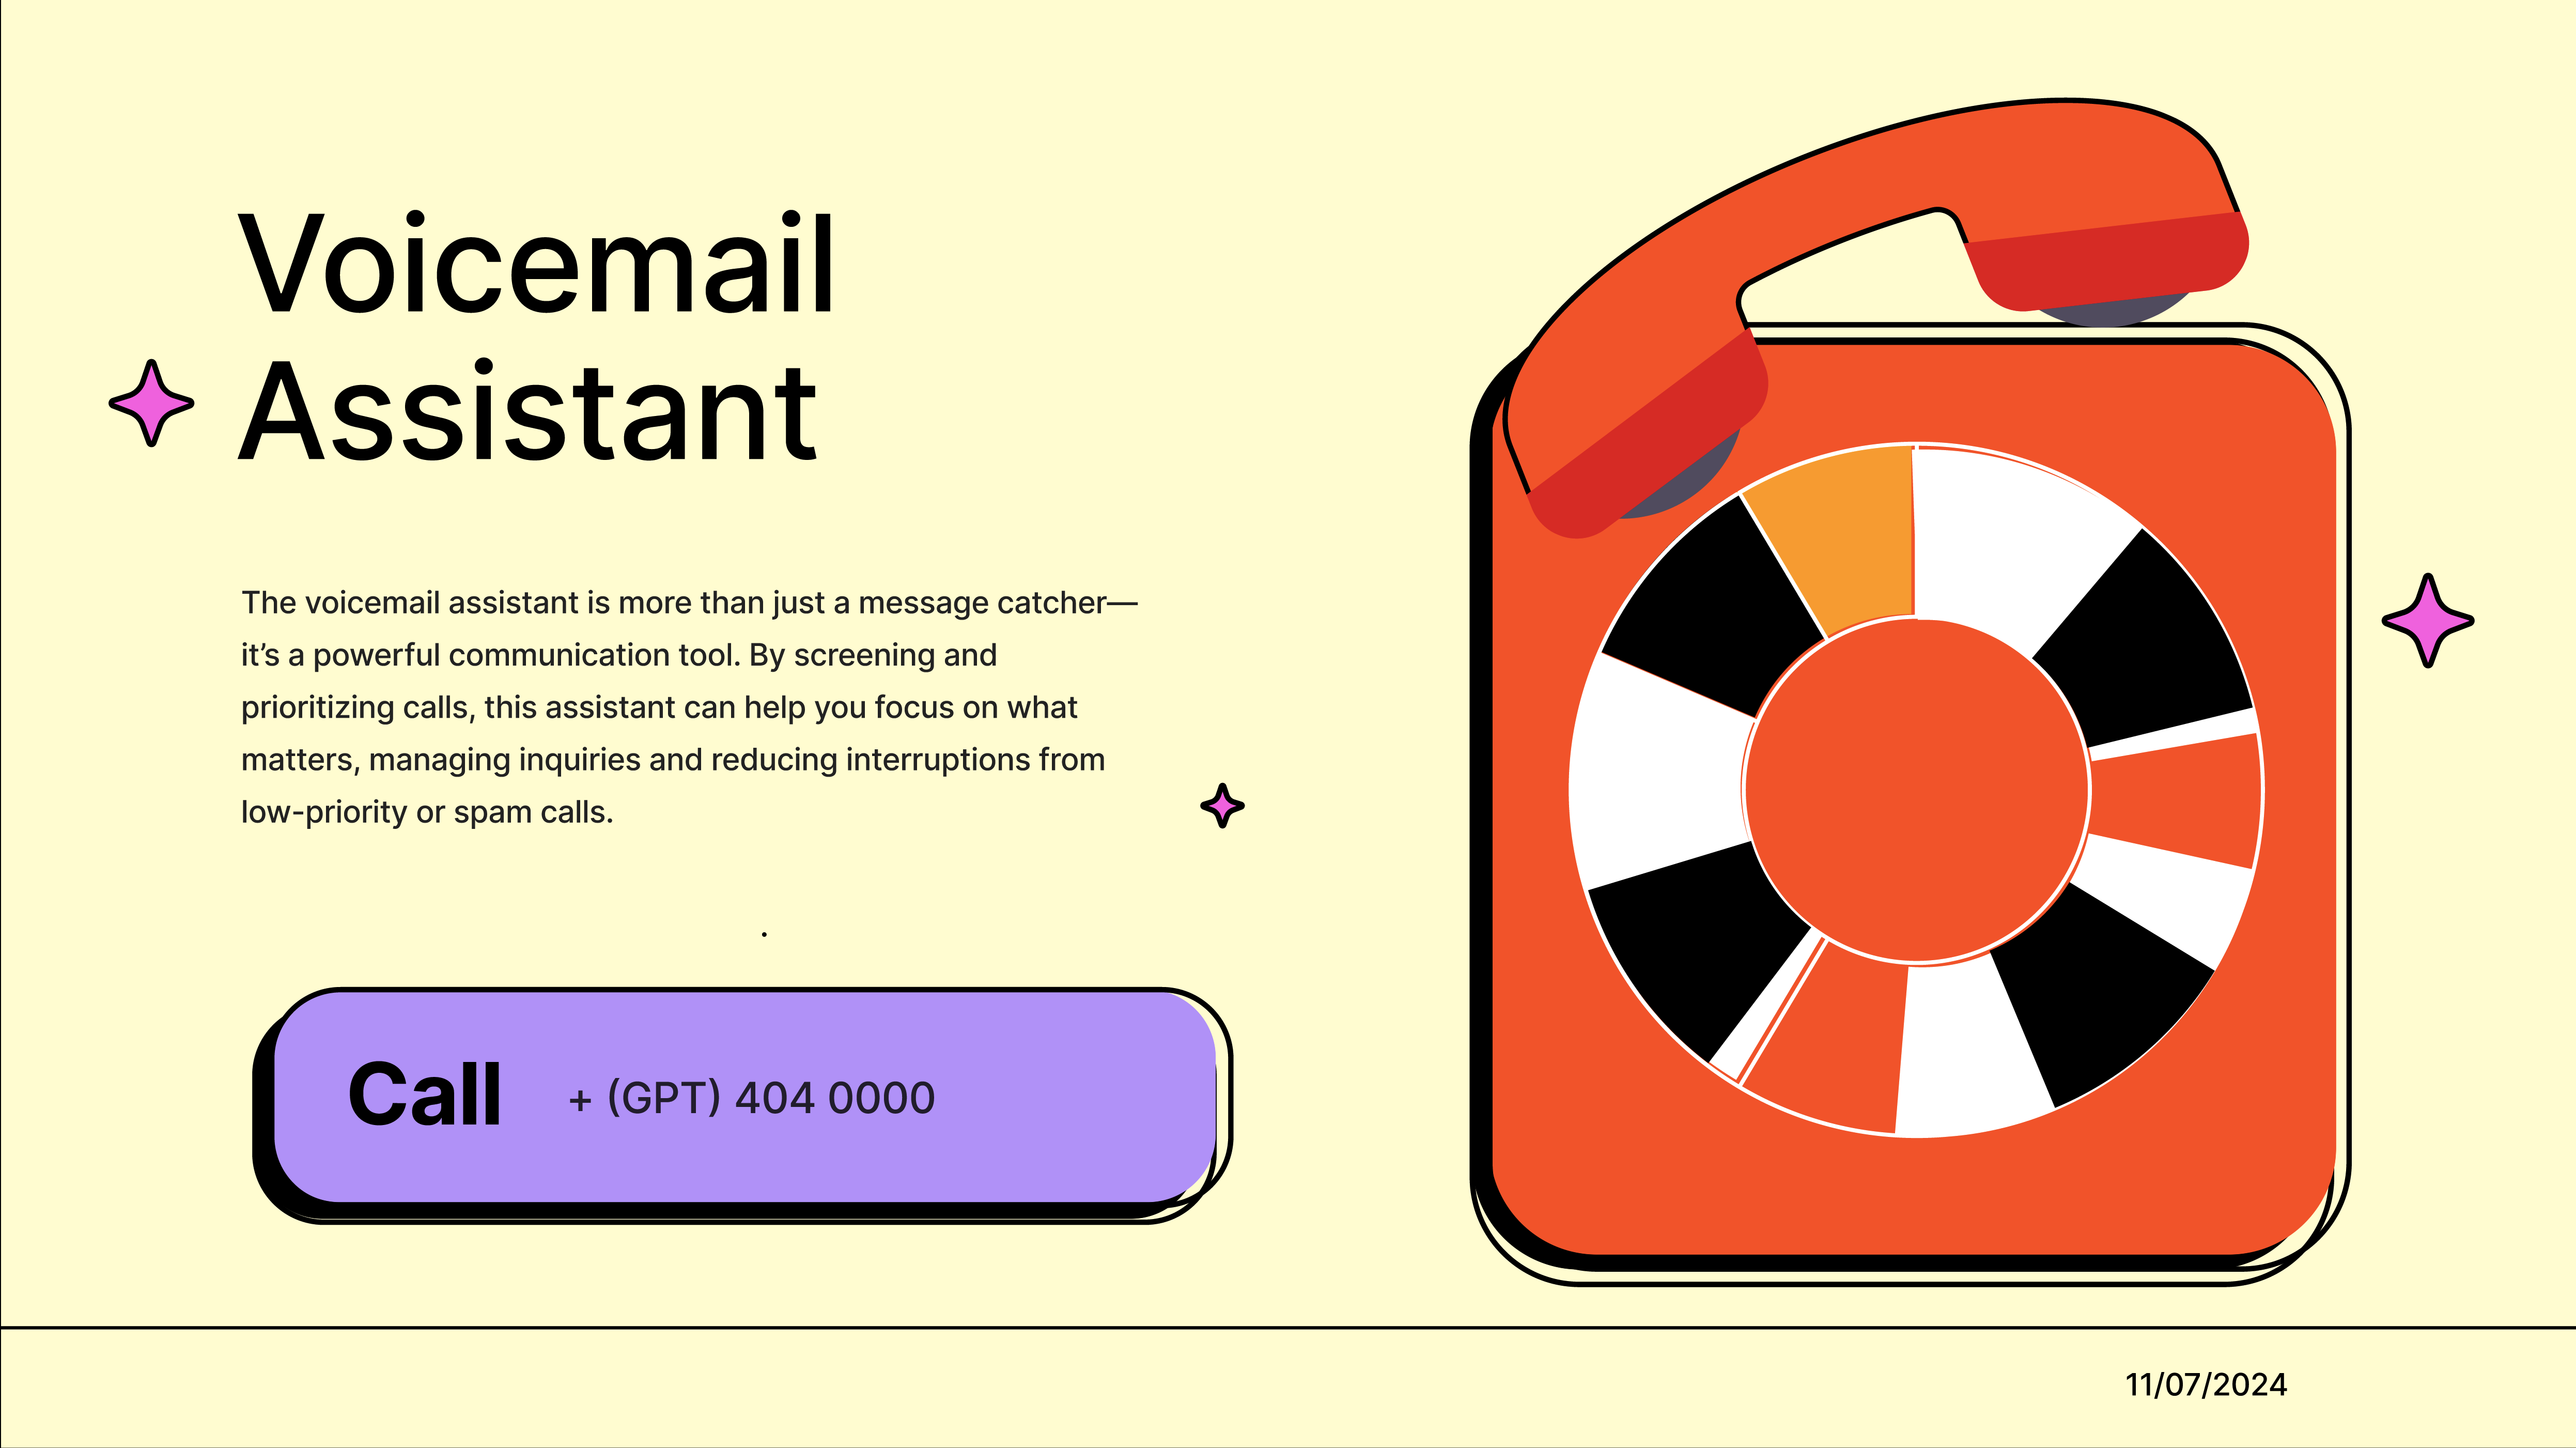 Voicemail
Assistant
The voicemail assistant is more than just a message catcher—
it’s a powerful communication tool. By screening and
prioritizing calls, this assistant can help you focus on what
matters, managing inquiries and reducing interruptions from
low-priority or spam calls.
.
Call + (GPT) 404 0000
11/07/2024